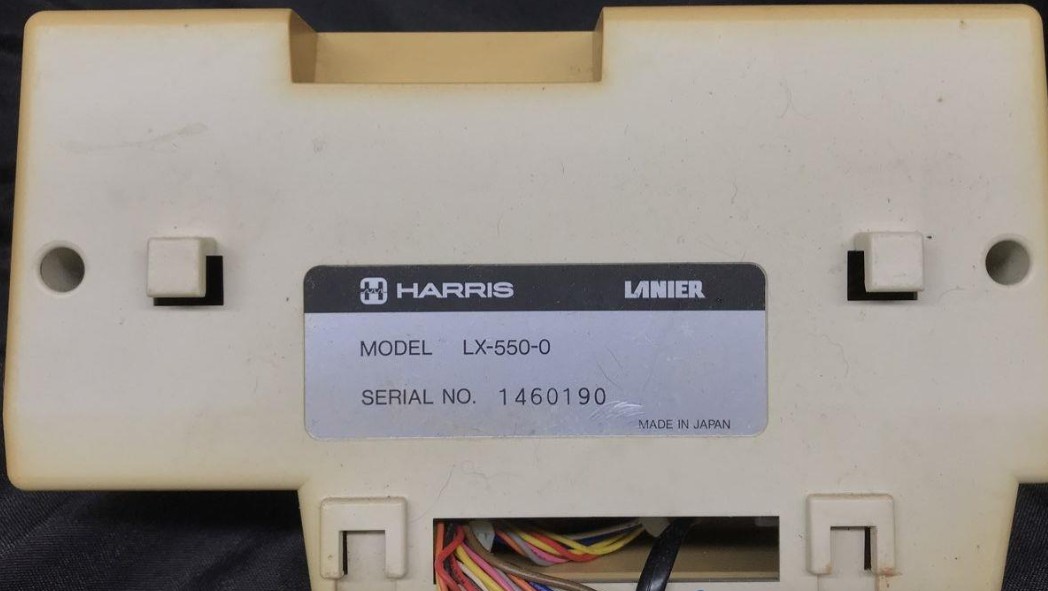 HARRIS LANIER
MODEL LX-550-0
SERIAL NO. 1460190
MADE IN JAPAN